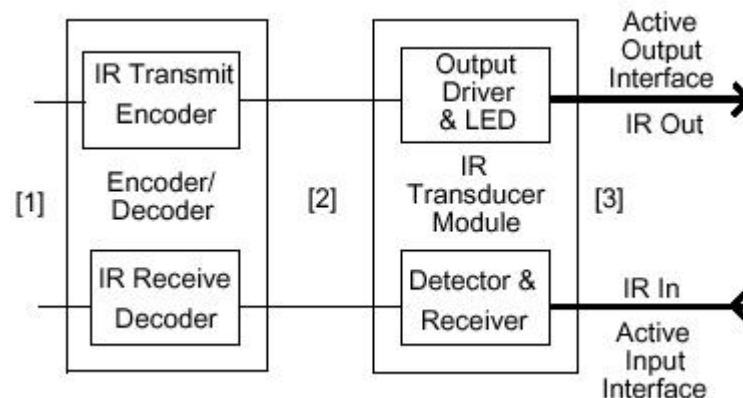 IR Transmit
Encoder
Encoder/
Decoder
IR Receive
Decoder
[1]
[2]
Output
Driver
& LED
IR
Transducer
Module
Detector &
Receiver
[3]
Active
Output
Interface
IR Out
IR In
Active
Input
Interface